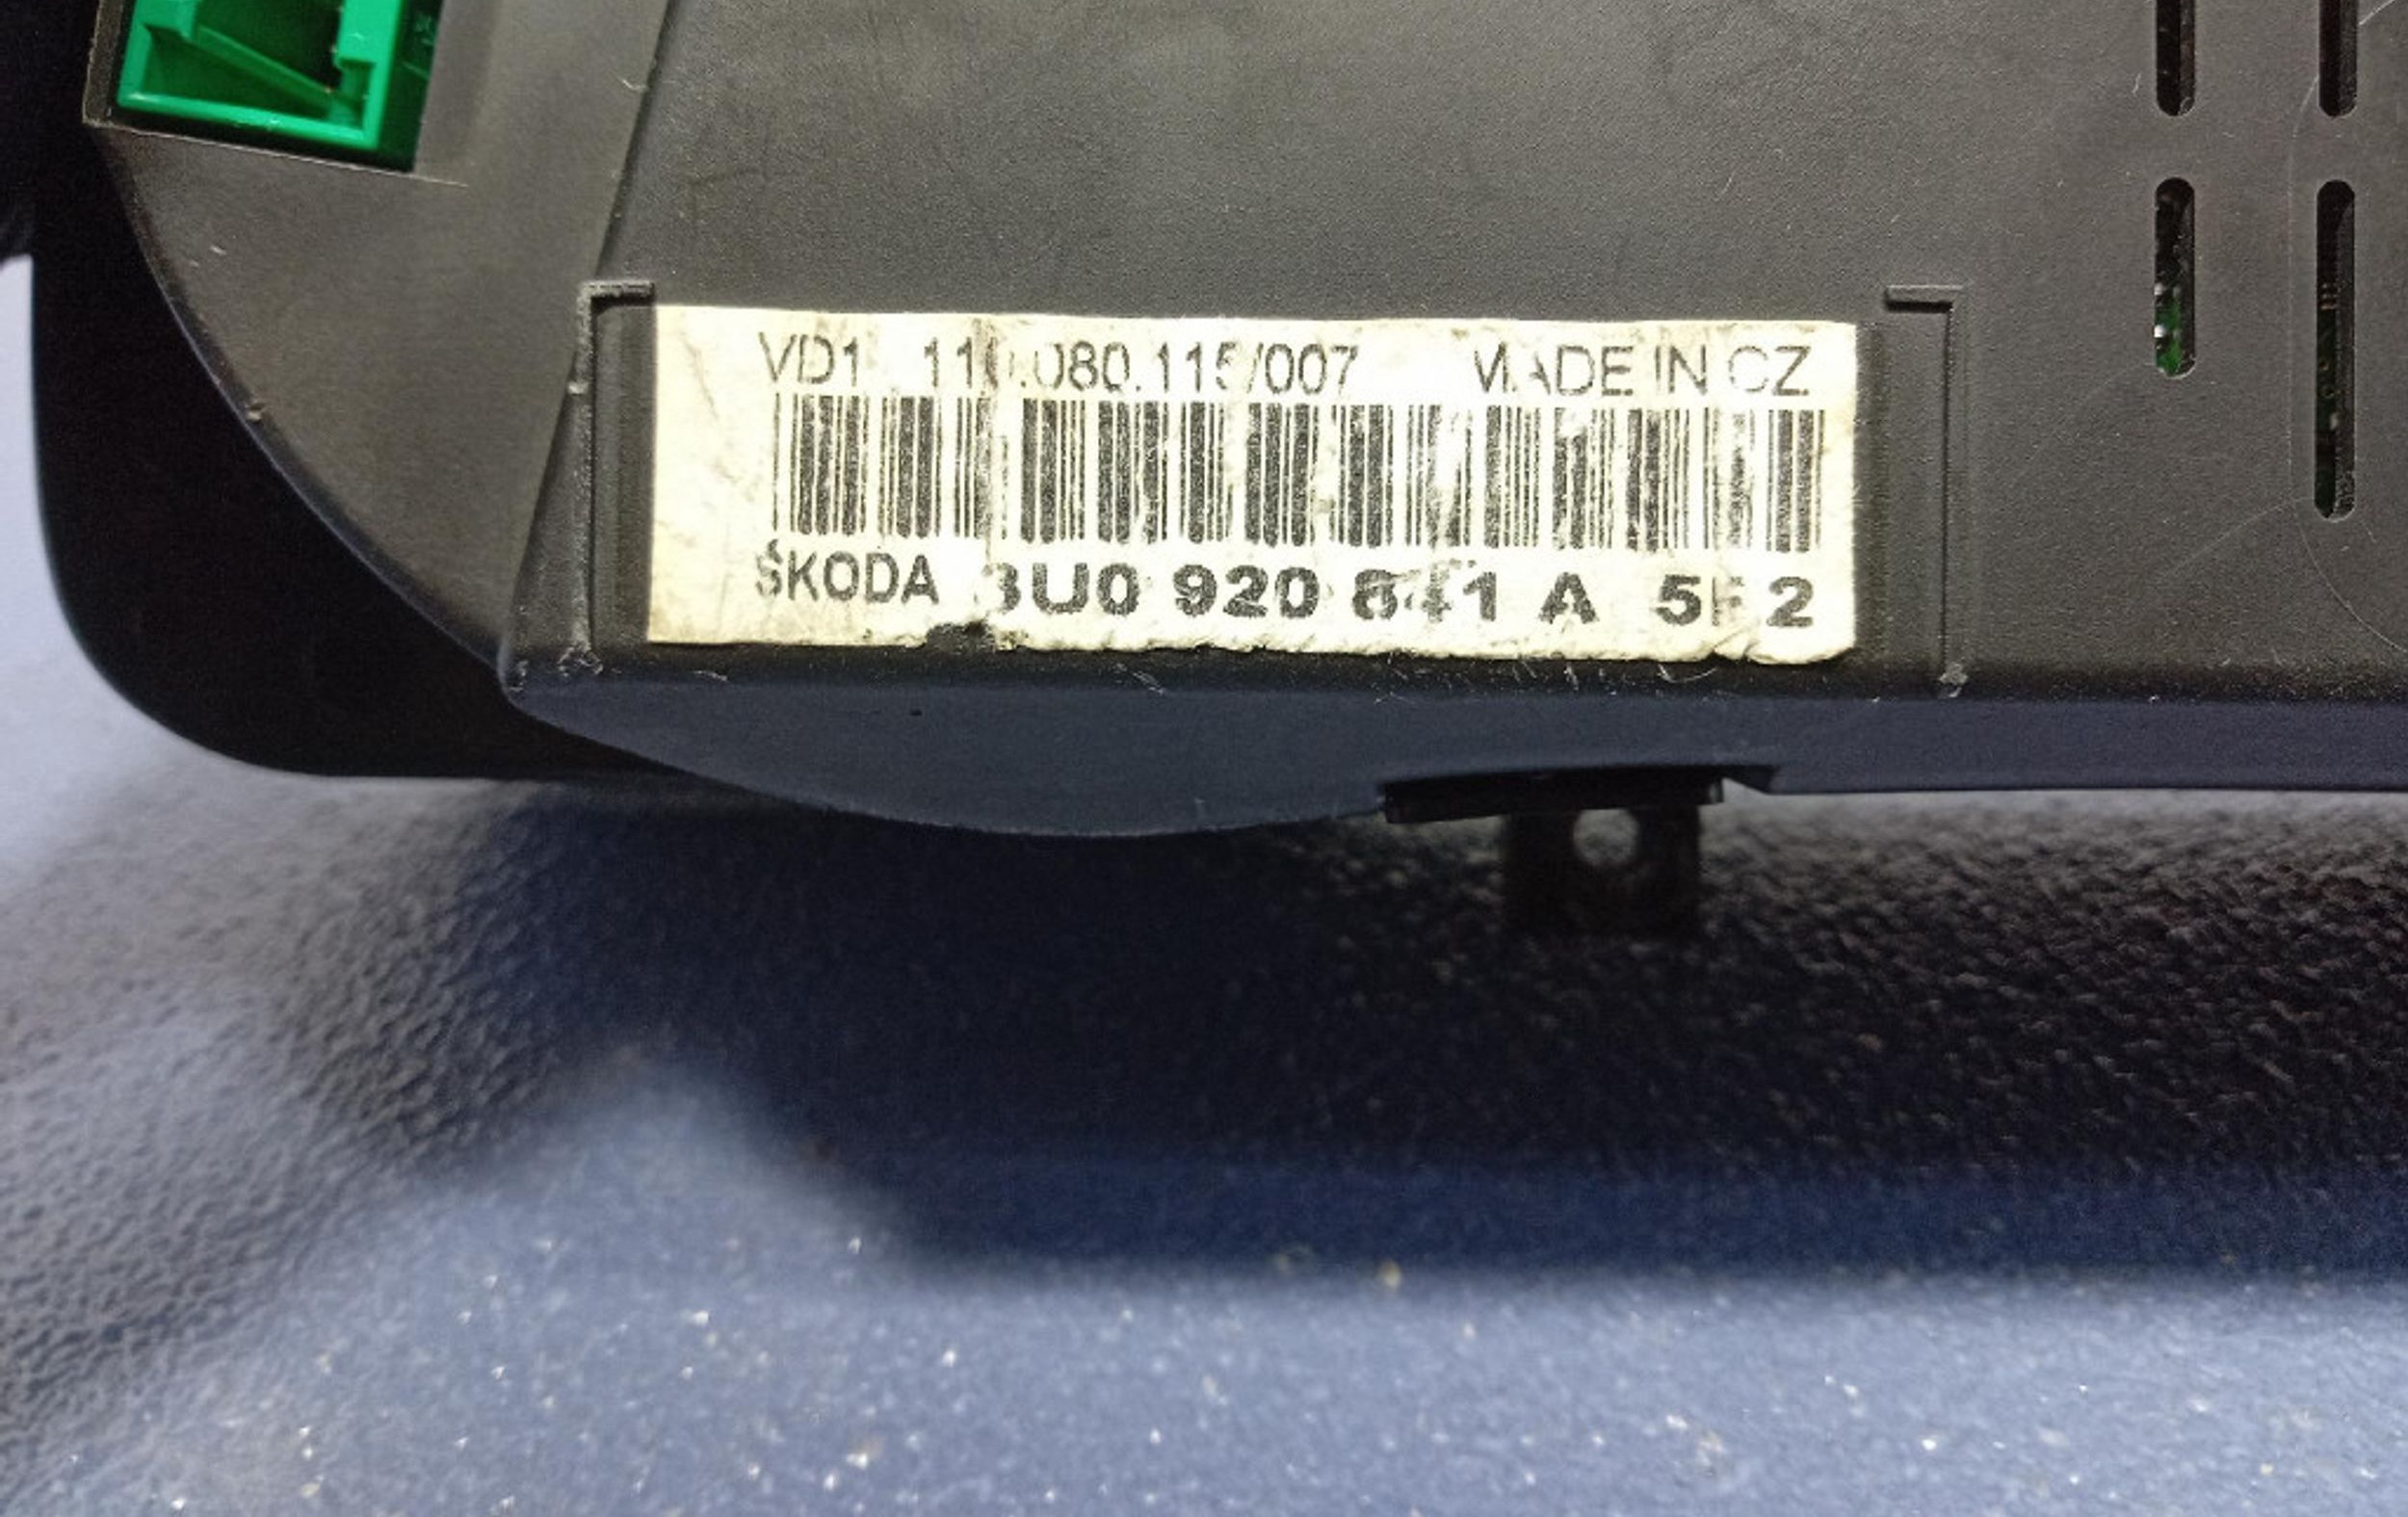 VD1 110.080.115/007 MADE IN CZ
ŠKODA 3U0 920 841 A 5F2